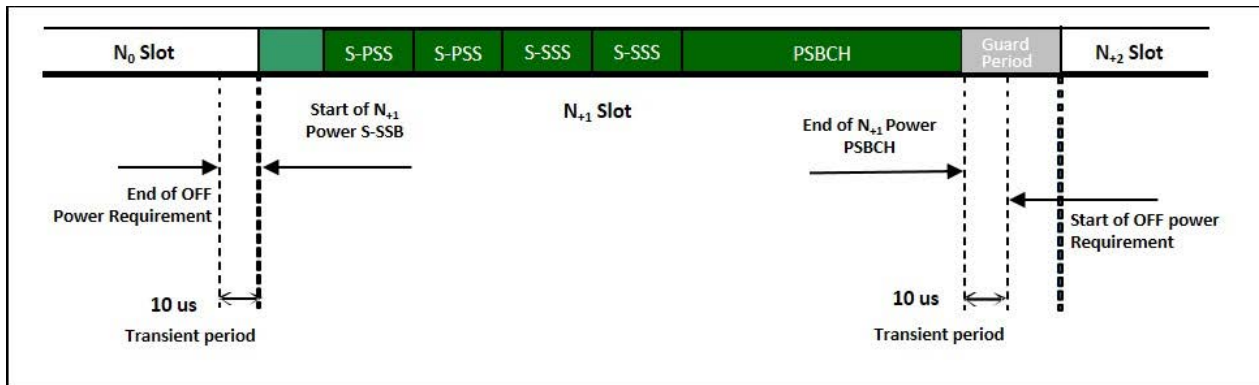 N0 Slot
S-PSS
S-PSS
S-SSS
S-SSS
PSBCH
Guard
Period
N+2 Slot
Start of N+1
Power S-SSB
N+1 Slot
End of N+1 Power
PSBCH
End of OFF
Power Requirement
Start of OFF power
Requirement
10 us
Transient period
10 us
Transient period